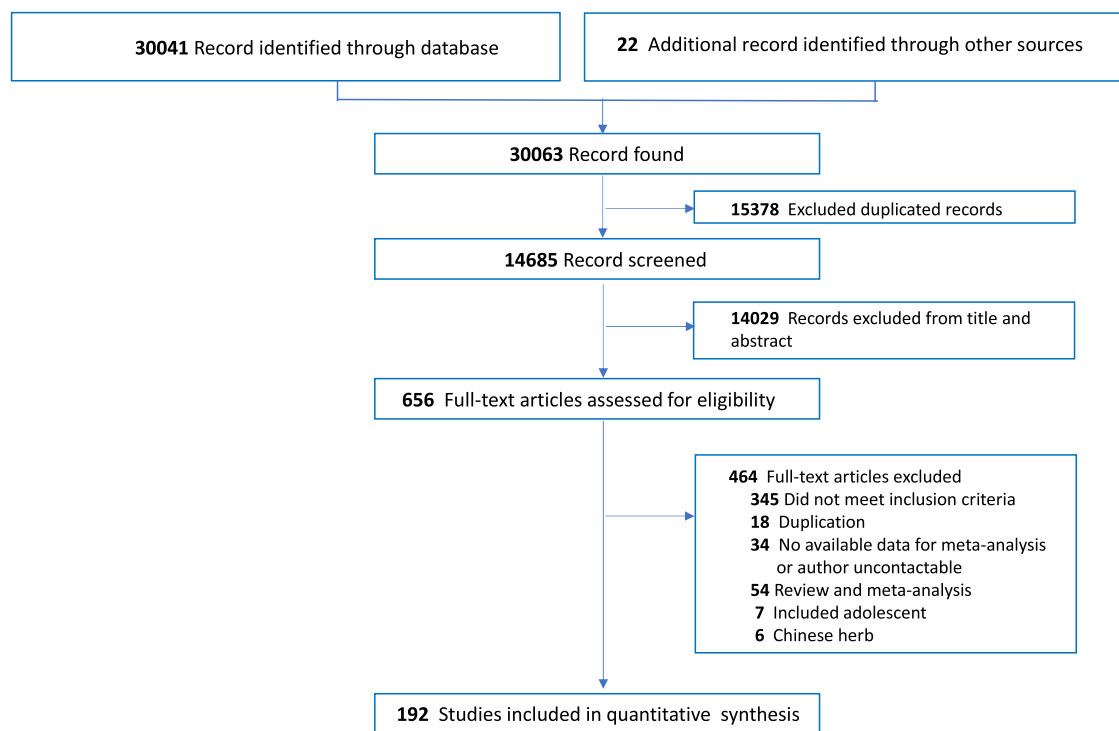 30041 Record identified through database
22 Additional record identified through other sources
30063 Record found
15378 Excluded duplicated records
14685 Record screened
14029 Records excluded from title and
abstract
656 Full-text articles assessed for eligibility
464 Full-text articles excluded
345 Did not meet inclusion criteria
18 Duplication
34 No available data for meta-analysis
or author uncontactable
54 Review and meta-analysis
7 Included adolescent
6 Chinese herb
192 Studies included in quantitative synthesis